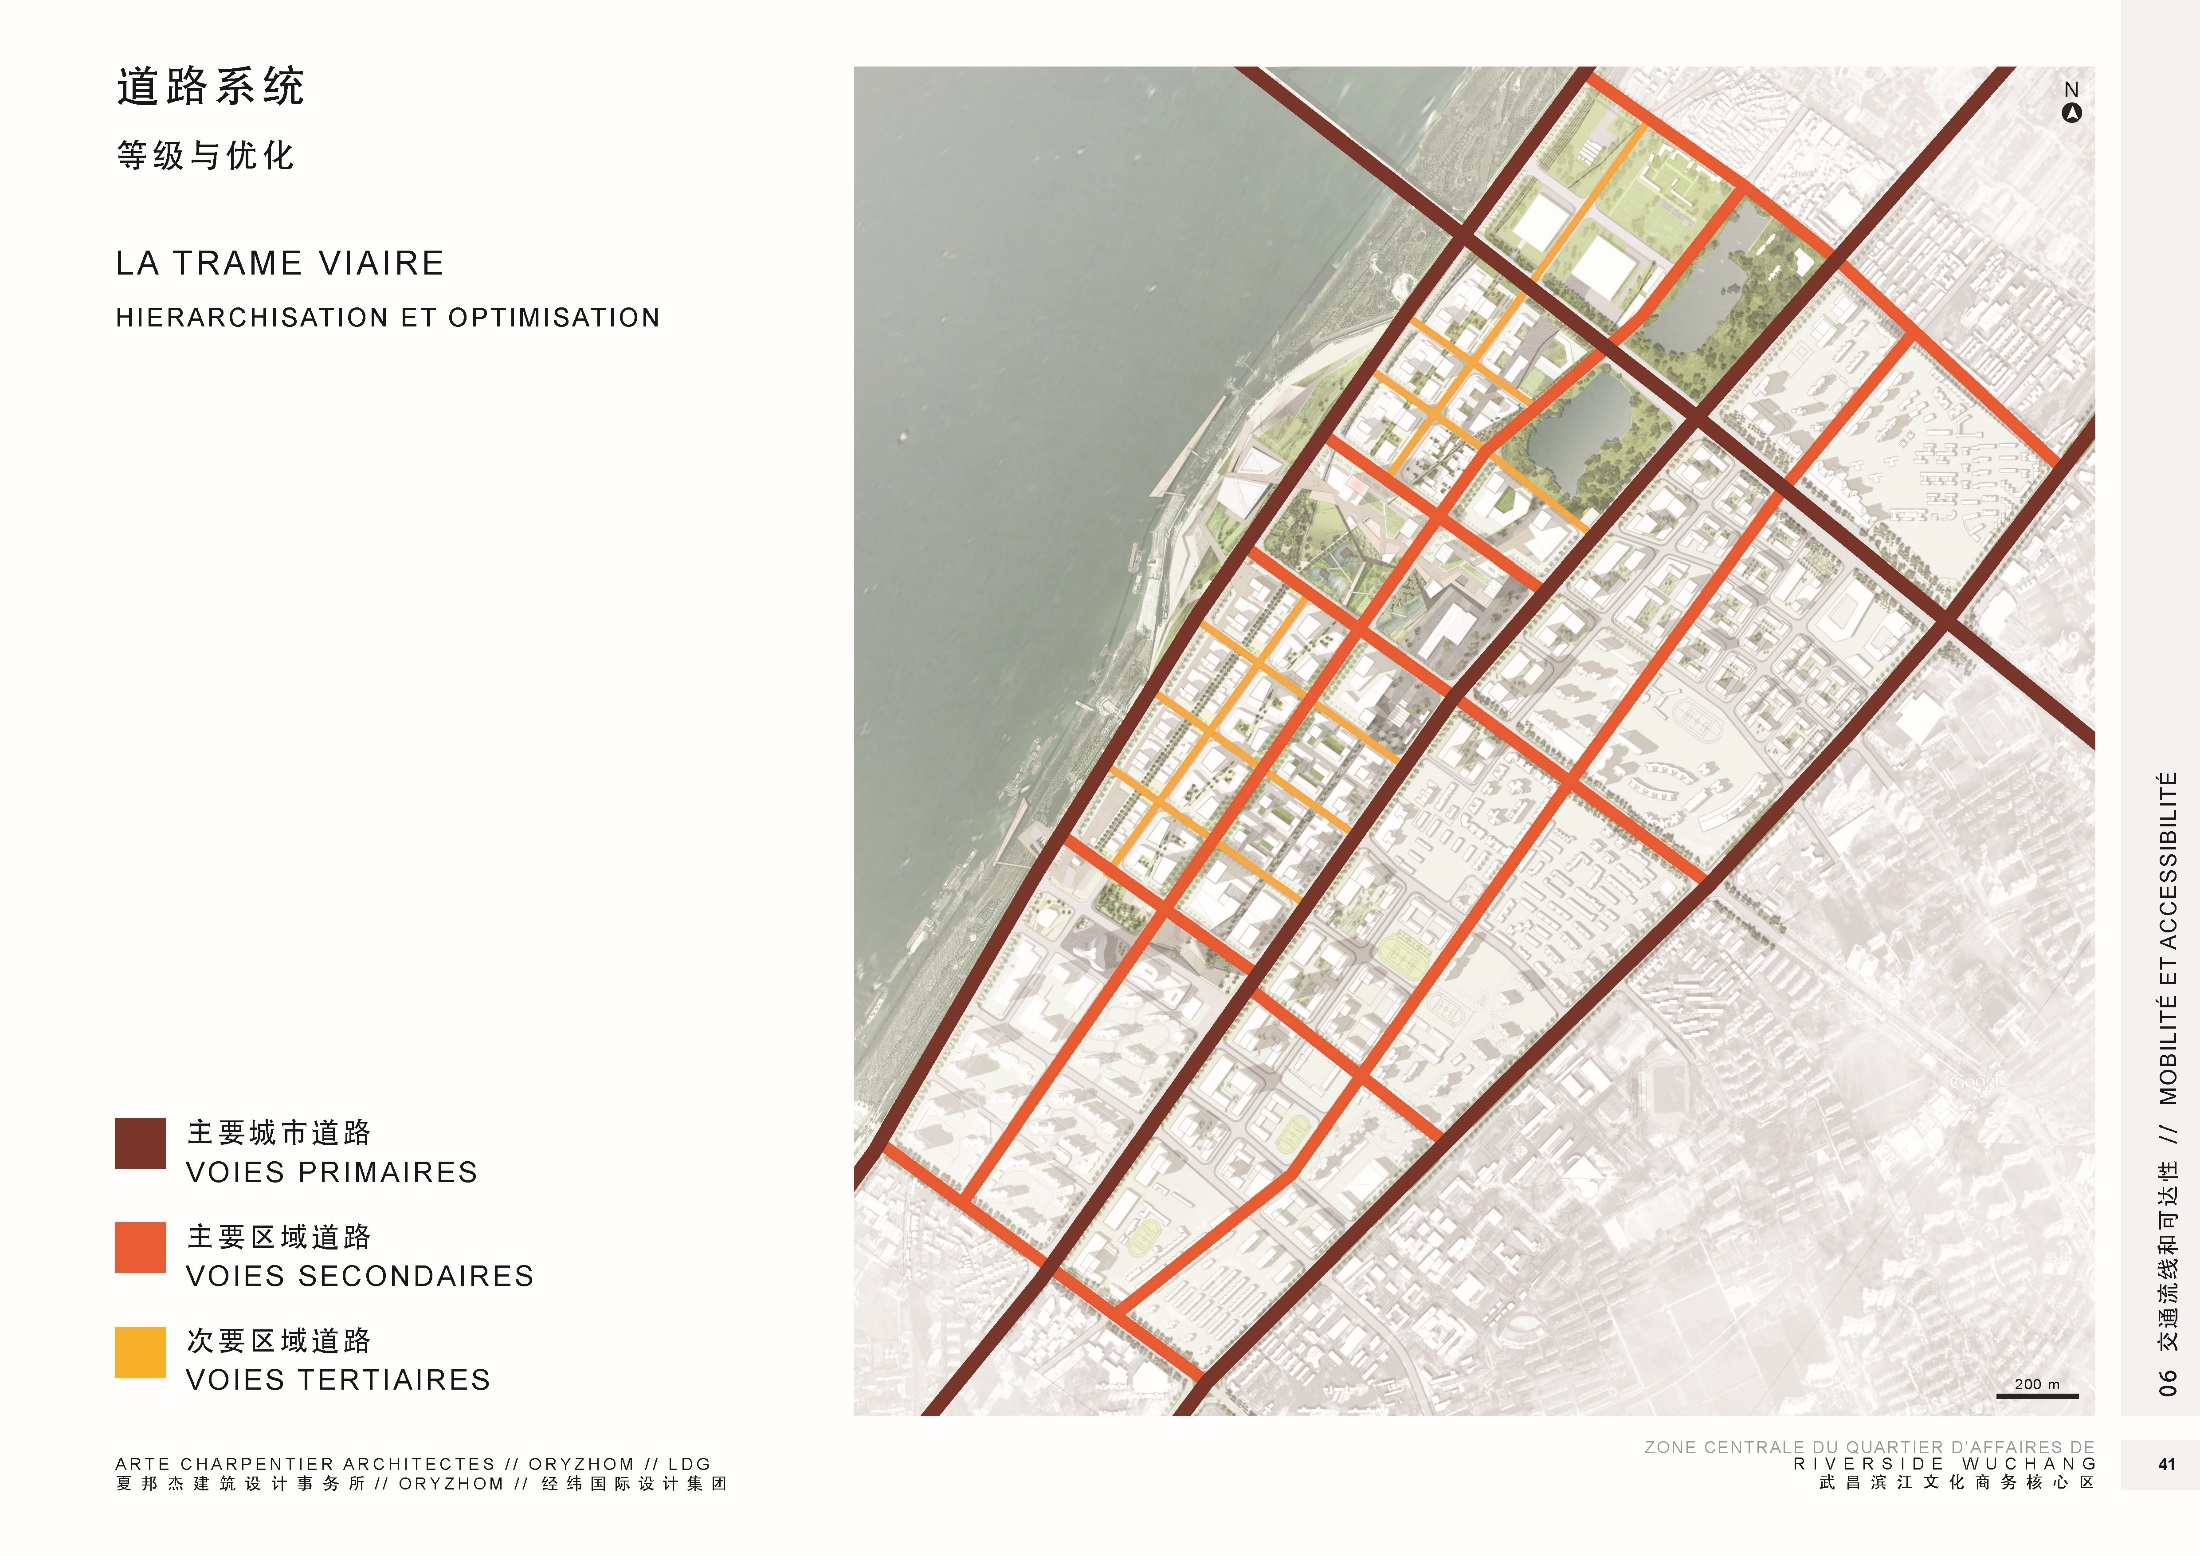 道路系统
等级与优化
LA TRAME VIAIRE
HIERARCHISATION ET OPTIMISATION
N
Google
200 m
主要城市道路
VOIES PRIMAIRES
主要区域道路
VOIES SECONDAIRES
次要区域道路
VOIES TERTIAIRES
06 交通流线和可达性 // MOBILITÉ ET ACCESSIBILITÉ
ARTE CHARPENTIER ARCHITECTES // ORYZHOM // LDG
夏邦杰建筑设计事务所 // ORYZHOM // 经纬国际设计集团
ZONE CENTRALE DU QUARTIER D'AFFAIRES DE
RIVERSIDE WUCHANG
武昌滨江文化商务核心区
41